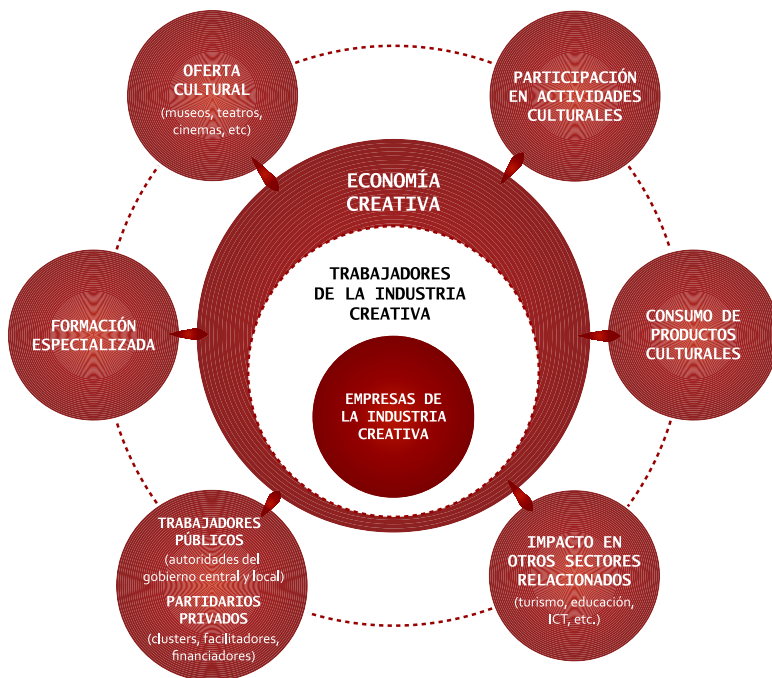 OFERTA
CULTURAL
(museos, teatros,
cinemas, etc)
PARTICIPACIÓN
EN ACTIVIDADES
CULTURALES
ECONOMÍA
CREATIVA
TRABAJADORES
DE LA INDUSTRIA
CREATIVA
FORMACIÓN
ESPECIALIZADA
CONSUMO DE
PRODUCTOS
CULTURALES
EMPRESAS DE
LA INDUSTRIA
CREATIVA
TRABAJADORES
PÚBLICOS
(autoridades del
gobierno central y local)
PARTIDARIOS
PRIVADOS
(clusters, facilitadores,
financiadores)
IMPACTO EN
OTROS SECTORES
RELACIONADOS
(turismo, educación,
ICT, etc.)